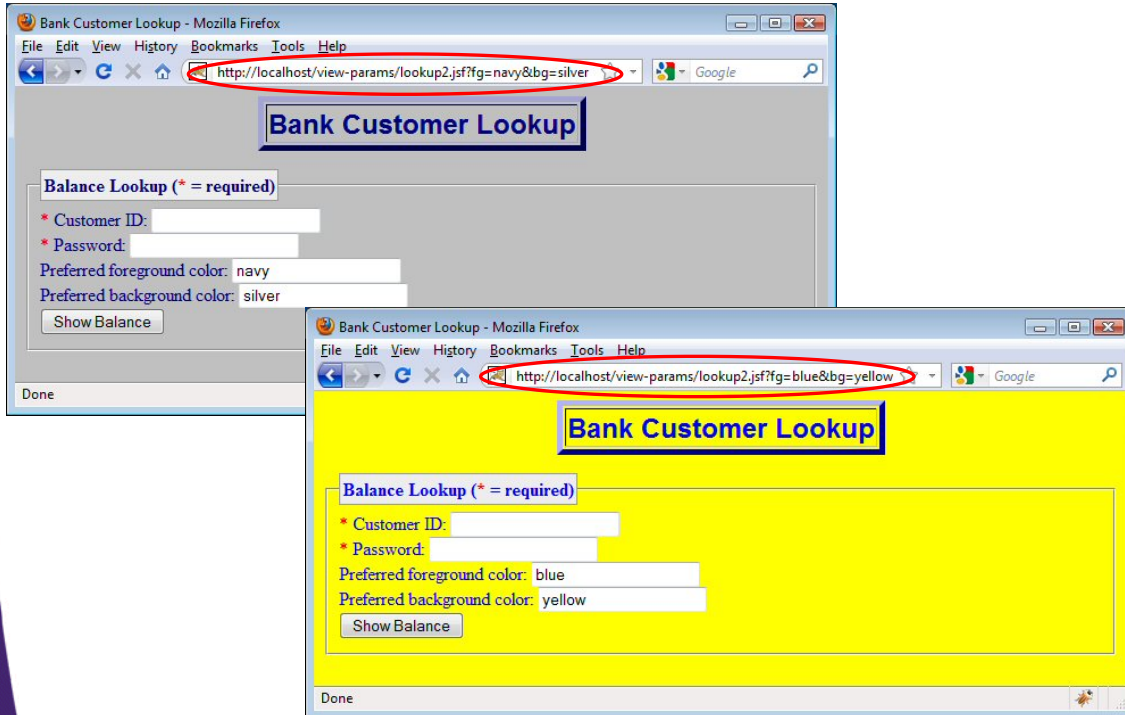 Bank Customer Lookup - Mozilla Firefox
File Edit View History Bookmarks Tools Help
http://localhost/view-params/lookup2.jsf?fg=navy&bg=silver
Google
Bank Customer Lookup
Balance Lookup (* = required)
* Customer ID:
* Password:
Preferred foreground color: navy
Preferred background color: silver
Show Balance
Done
Bank Customer Lookup - Mozilla Firefox
File Edit View History Bookmarks Tools Help
http://localhost/view-params/lookup2.jsf?fg=blue&bg=yellow
Google
Bank Customer Lookup
Balance Lookup (* = required)
* Customer ID:
* Password:
Preferred foreground color: blue
Preferred background color: yellow
Show Balance
Done